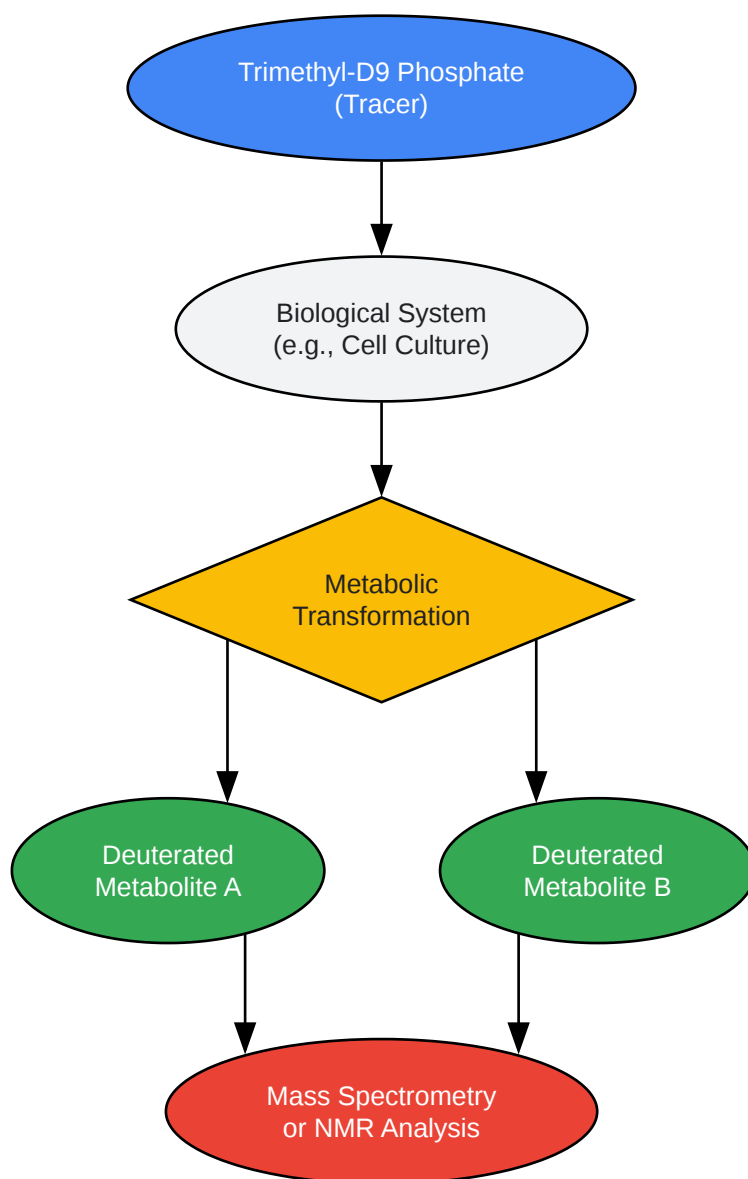 Trimethyl-D9 Phosphate
(Tracer)
Biological System
(e.g., Cell Culture)
Metabolic
Transformation
Deuterated
Metabolite A
Deuterated
Metabolite B
Mass Spectrometry
or NMR Analysis